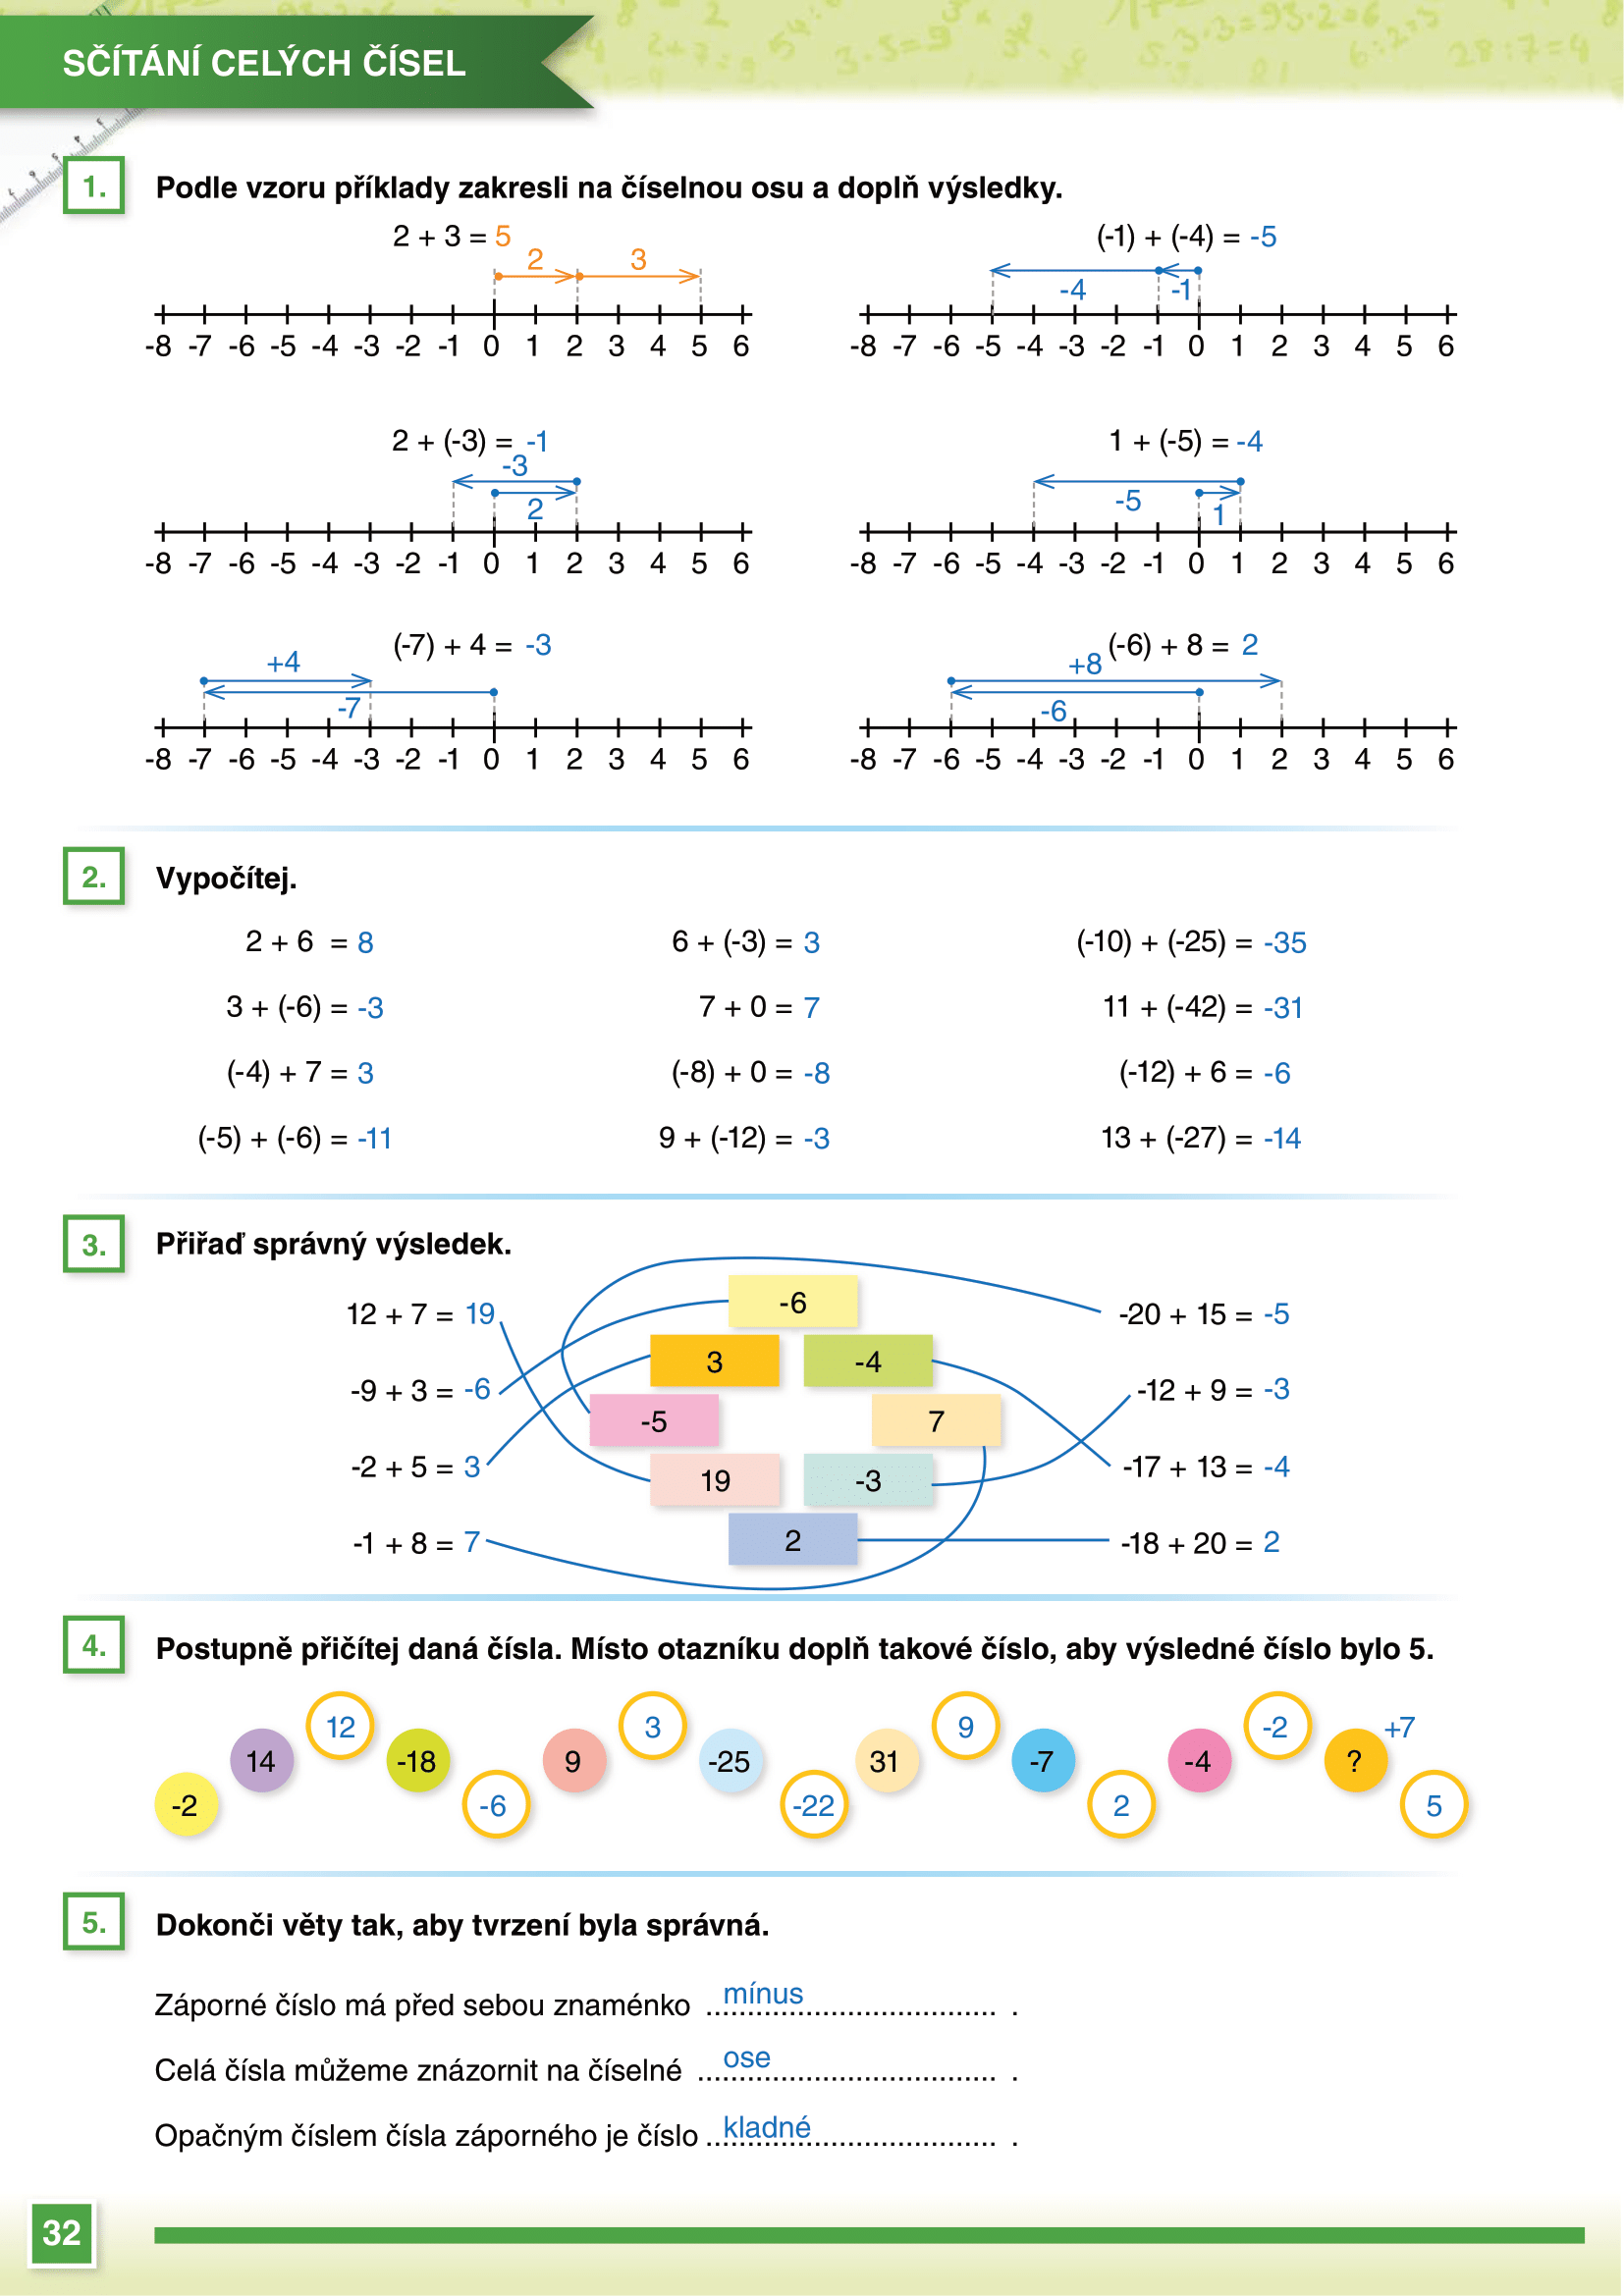 SČÍTÁNÍ CELÝCH ČÍSEL
1. Podle vzoru příklady zakresli na číselnou osu a doplň výsledky.
2 + 3 = 5
2 3
-8 -7 -6 -5 -4 -3 -2 -1 0 1 2 3 4 5 6
(-1) + (-4) = -5
-4 -1
-8 -7 -6 -5 -4 -3 -2 -1 0 1 2 3 4 5 6
2 + (-3) = -1
-3
2
-8 -7 -6 -5 -4 -3 -2 -1 0 1 2 3 4 5 6
1 + (-5) = -4
-5 1
-8 -7 -6 -5 -4 -3 -2 -1 0 1 2 3 4 5 6
(-7) + 4 = -3
+4
-7
-8 -7 -6 -5 -4 -3 -2 -1 0 1 2 3 4 5 6
(-6) + 8 = 2
+8
-6
-8 -7 -6 -5 -4 -3 -2 -1 0 1 2 3 4 5 6
2. Vypočítej.
2 + 6 = 8 6 + (-3) = 3 (-10) + (-25) = -35
3 + (-6) = -3 7 + 0 = 7 11 + (-42) = -31
(-4) + 7 = 3 (-8) + 0 = -8 (-12) + 6 = -6
(-5) + (-6) = -11 9 + (-12) = -3 13 + (-27) = -14
3. Přiřaď správný výsledek.
12 + 7 = 19
-9 + 3 = -6
-2 + 5 = 3
-1 + 8 = 7
-6
3 -4
-5 7
19 -3
2
-20 + 15 = -5
-12 + 9 = -3
-17 + 13 = -4
-18 + 20 = 2
4. Postupně přičítej daná čísla. Místo otazníku doplň takové číslo, aby výsledné číslo bylo 5.
-2 14 12 -18 -6 9 3 -25 -22 31 9 -7 2 -4 -2 ? +7 5
5. Dokonči věty tak, aby tvrzení byla správná.
Záporné číslo má před sebou znaménko mínus .
Celá čísla můžeme znázornit na číselné ose .
Opačným číslem čísla záporného je číslo kladné .
32